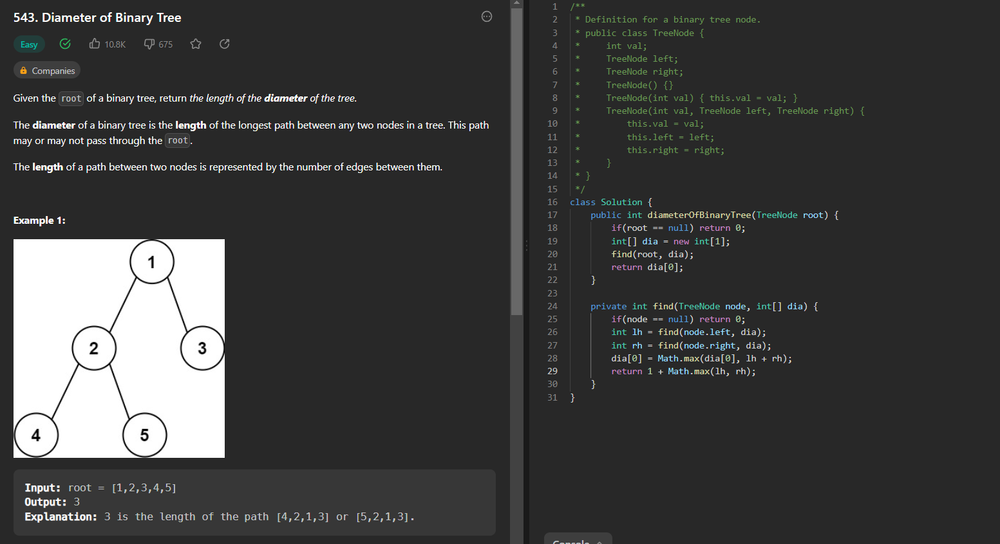 543. Diameter of Binary Tree
Easy 10.8K 675
Companies
Given the root of a binary tree, return the length of the diameter of the tree.
The diameter of a binary tree is the length of the longest path between any two nodes in a tree. This path
may or may not pass through the root.
The length of a path between two nodes is represented by the number of edges between them.
Example 1:
1
2
3
4
5
Input: root = [1,2,3,4,5]
Output: 3
Explanation: 3 is the length of the path [4,2,1,3] or [5,2,1,3].
1 /**
2  * Definition for a binary tree node.
3  * public class TreeNode {
4  *     int val;
5  *     TreeNode left;
6  *     TreeNode right;
7  *     TreeNode() {}
8  *     TreeNode(int val) { this.val = val; }
9  *     TreeNode(int val, TreeNode left, TreeNode right) {
10  *         this.val = val;
11  *         this.left = left;
12  *         this.right = right;
13  *     }
14  * }
15  */
16 class Solution {
17     public int diameterOfBinaryTree(TreeNode root) {
18         if(root == null) return 0;
19         int[] dia = new int[1];
20         find(root, dia);
21         return dia[0];
22     }
23
24     private int find(TreeNode node, int[] dia) {
25         if(node == null) return 0;
26         int lh = find(node.left, dia);
27         int rh = find(node.right, dia);
28         dia[0] = Math.max(dia[0], lh + rh);
29         return 1 + Math.max(lh, rh);
30     }
31 }
Console